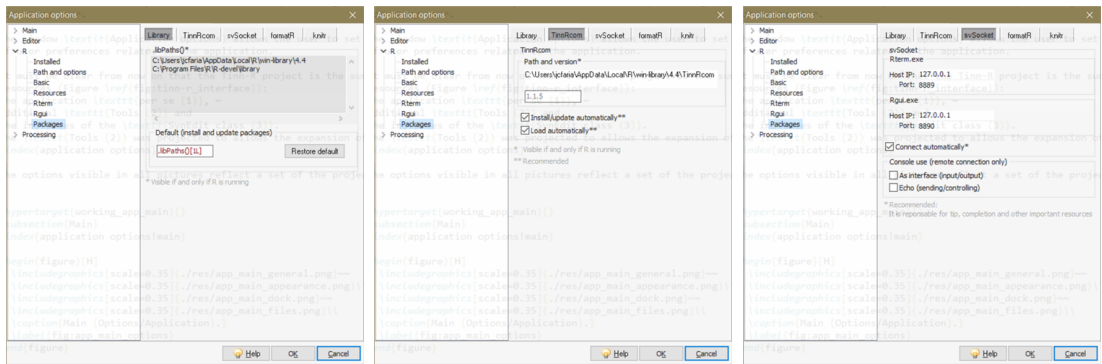 Application options
Main
Editor
R
Installed
Path and options
Basic
Resources
Rterm
Rgui
Packages
Processing
Library TinnRcom svSocket formatR knitr
.libPaths()*
C:\Users\jcfaria\AppData\Local\R\win-library\4.4
C:\Program Files\R\R-devel\library
Default (install and update packages)
.libPaths()[1L]
Restore default
* Visible if and only if R is running
Help OK Cancel
Application options
Main
Editor
R
Installed
Path and options
Basic
Resources
Rterm
Rgui
Packages
Processing
Library TinnRcom svSocket formatR knitr
TinnRcom
Path and version*
C:\Users\jcfaria\AppData\Local\R\win-library\4.4\TinnRcom
1.1.5
Install/update automatically**
Load automatically**
* Visible if and only if R is running
** Recommended
Help OK Cancel
Application options
Main
Editor
R
Installed
Path and options
Basic
Resources
Rterm
Rgui
Packages
Processing
Library TinnRcom svSocket formatR knitr
svSocket
Rterm.exe
Host IP: 127.0.0.1
Port: 8889
Rgui.exe
Host IP: 127.0.0.1
Port: 8890
Connect automatically*
Console use (remote connection only)
As interface (input/output)
Echo (sending/controlling)
* Recommended:
It is reponsable for tip, completion and other important resources
Help OK Cancel